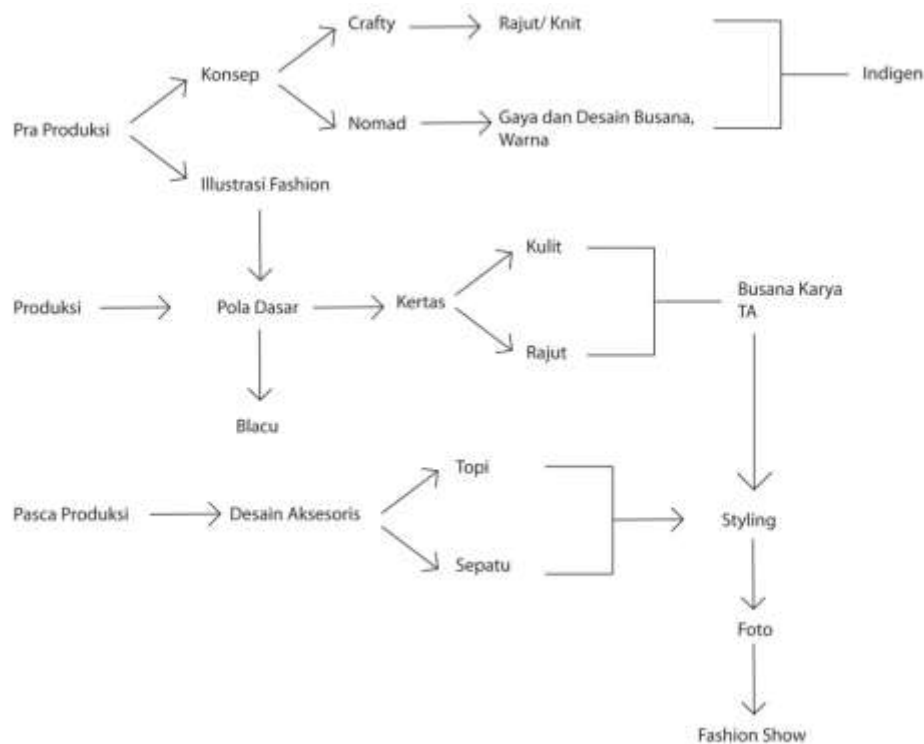 Crafty
Rajut/ Knit
Konsep
Indigen
Pra Produksi
Nomad
Gaya dan Desain Busana,
Warna
Illustrasi Fashion
Kulit
Produksi
Pola Dasar
Kertas
Busana Karya
TA
Rajut
Blacu
Topi
Pasca Produksi
Desain Aksesoris
Styling
Sepatu
Foto
Fashion Show